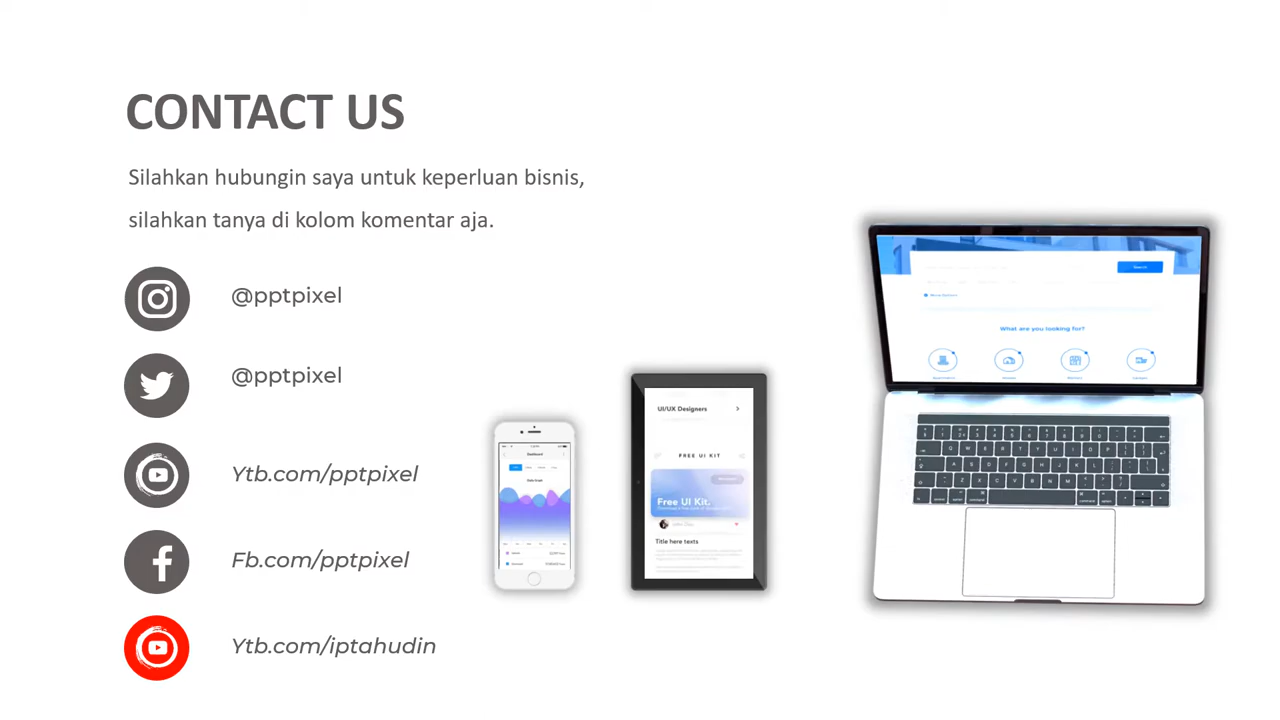 CONTACT US
Silahkan hubungin saya untuk keperluan bisnis,
silahkan tanya di kolom komentar aja.
@pptpixel
@pptpixel
Ytb.com/pptpixel
Fb.com/pptpixel
Ytb.com/iptahudin
Dashboard
UI/UX Designers
FREE UI KIT
Free UI Kit.
Title here texts
What are you looking for?